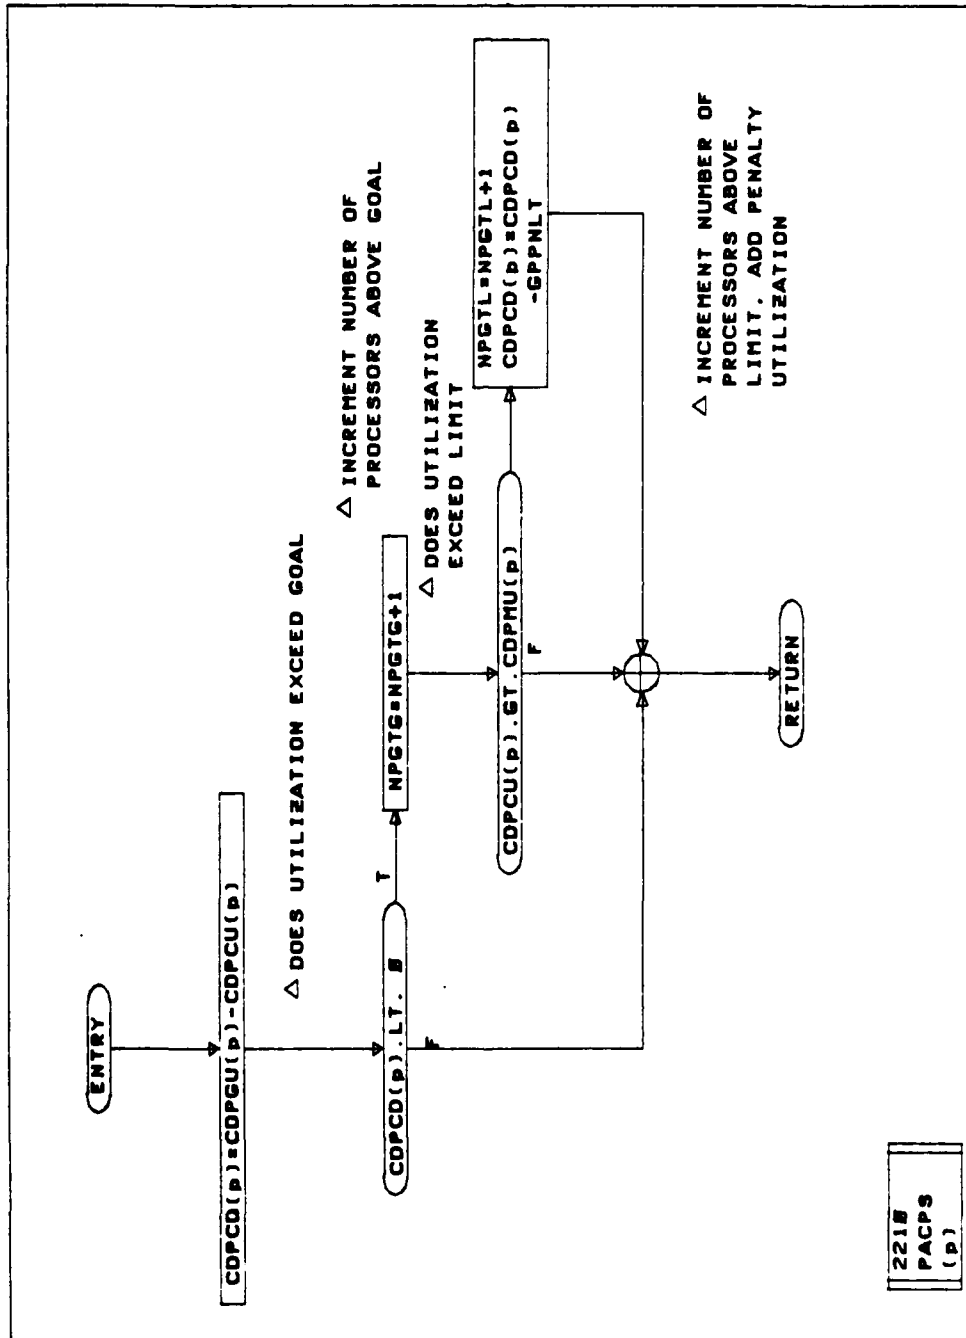 ENTRY
CDPCD(p)=CDPGU(p)-CDPCU(p)
△ DOES UTILIZATION EXCEED GOAL
CDPCD(p).LT. 0
T
F
NPGTG=NPGTG+1
△ INCREMENT NUMBER OF
PROCESSORS ABOVE GOAL
△ DOES UTILIZATION
EXCEED LIMIT
CDPCU(p).GT.CDPMU(p)
F
NPGTL=NPGTL+1
CDPCD(p)=CDPCD(p)
-GPPNLT
△ INCREMENT NUMBER OF
PROCESSORS ABOVE
LIMIT. ADD PENALTY
UTILIZATION
RETURN
2210
PACPS
(p)